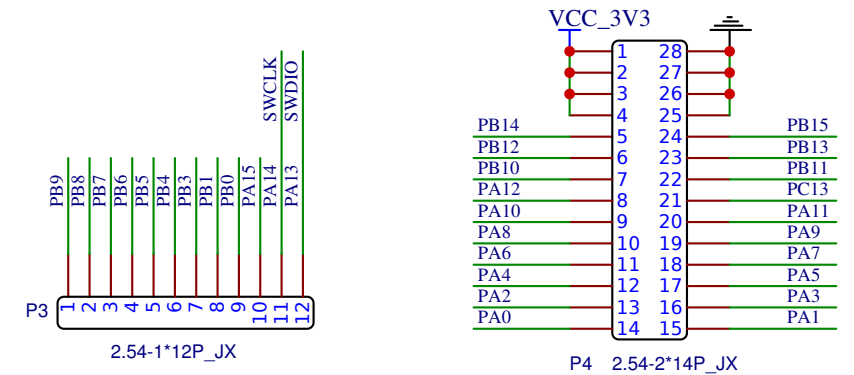 VCC_3V3
SWCLK
SWDIO
PB9
PB8
PB7
PB6
PB5
PB4
PB3
PB1
PB0
PA15
PA14
PA13
P3
1
2
3
4
5
6
7
8
9
10
11
12
2.54-1*12P_JX
1 28
2 27
3 26
4 25
PB14 5 24 PB15
PB12 6 23 PB13
PB10 7 22 PB11
PA12 8 21 PC13
PA10 9 20 PA11
PA8 10 19 PA9
PA6 11 18 PA7
PA4 12 17 PA5
PA2 13 16 PA3
PA0 14 15 PA1
P4 2.54-2*14P_JX